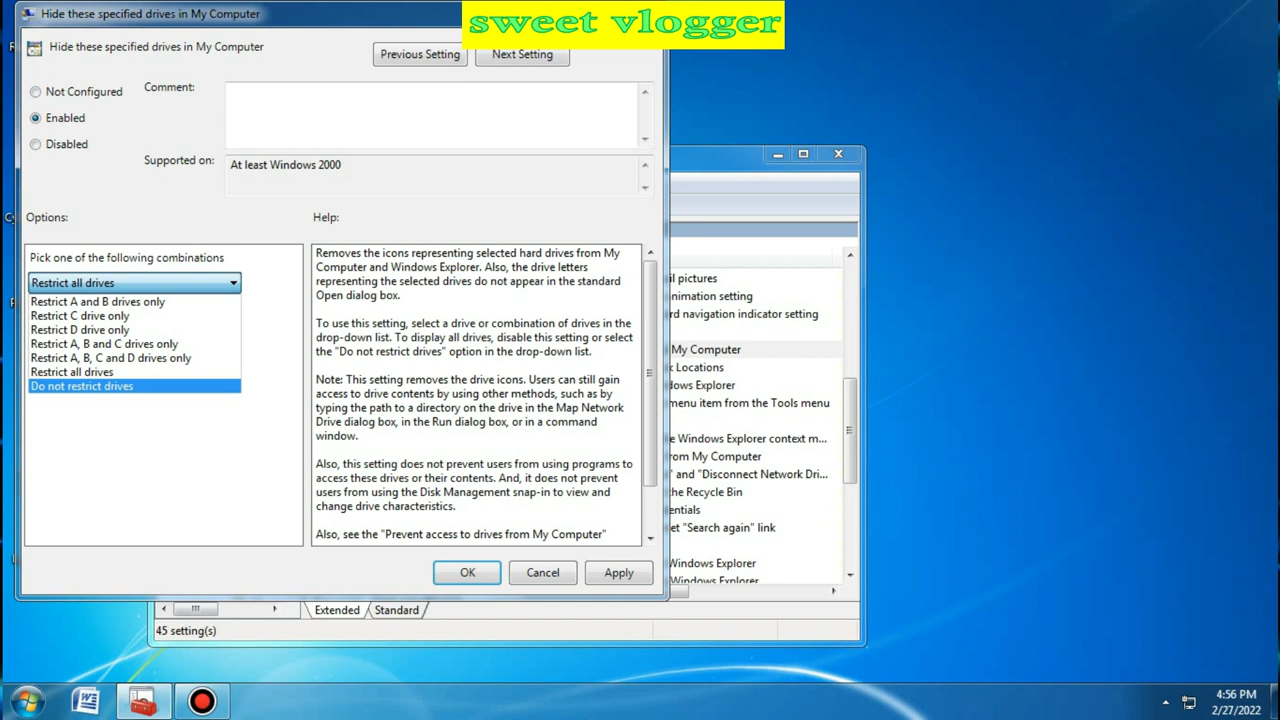 Hide these specified drives in My Computer
sweet vlogger
Hide these specified drives in My Computer
Previous Setting
Next Setting
Not Configured
Comment:
Enabled
Disabled
Supported on:
At least Windows 2000
Options:
Help:
Pick one of the following combinations
Restrict all drives
Restrict A and B drives only
Restrict C drive only
Restrict D drive only
Restrict A, B and C drives only
Restrict A, B, C and D drives only
Restrict all drives
Do not restrict drives
Removes the icons representing selected hard drives from My
Computer and Windows Explorer. Also, the drive letters
representing the selected drives do not appear in the standard
Open dialog box.
To use this setting, select a drive or combination of drives in the
drop-down list. To display all drives, disable this setting or select
the "Do not restrict drives" option in the drop-down list.
Note: This setting removes the drive icons. Users can still gain
access to drive contents by using other methods, such as by
typing the path to a directory on the drive in the Map Network
Drive dialog box, in the Run dialog box, or in a command
window.
Also, this setting does not prevent users from using programs to
access these drives or their contents. And, it does not prevent
users from using the Disk Management snap-in to view and
change drive characteristics.
Also, see the "Prevent access to drives from My Computer"
OK
Cancel
Apply
il pictures
nimation setting
rd navigation indicator setting
My Computer
k Locations
dows Explorer
menu item from the Tools menu
e Windows Explorer context m...
rom My Computer
" and "Disconnect Network Dri...
the Recycle Bin
entials
et "Search again" link
Windows Explorer
Windows Explorer
Extended
Standard
45 setting(s)
4:56 PM
2/27/2022